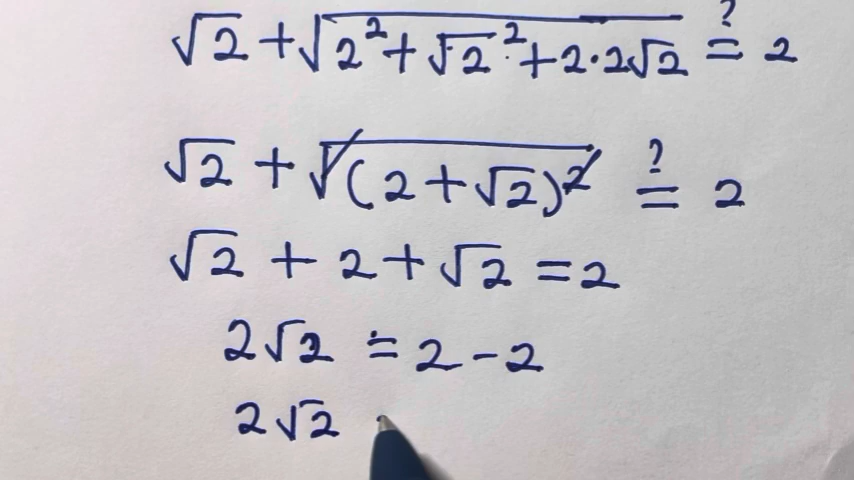 √2 + √(2² + √2² + 2·2√2) ≟ 2
√2 + √((2 + √2)²) ≟ 2
√2 + 2 + √2 = 2
2√2 = 2 - 2
2√2